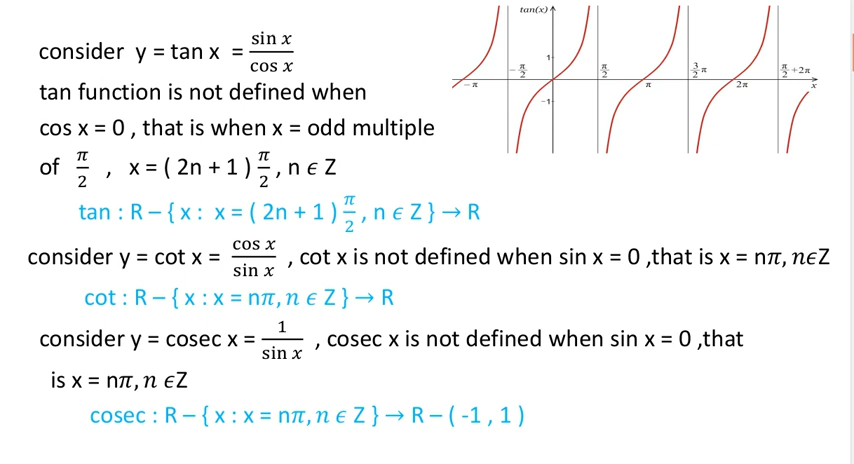 consider y = tan x = sin x / cos x
tan function is not defined when
cos x = 0 , that is when x = odd multiple
of π/2 , x = ( 2n + 1 ) π/2 , n ϵ Z
tan(x)
1
-1
-π
-π/2
π/2
π
3/2 π
2π
π/2 +2π
x
tan : R – { x : x = ( 2n + 1 ) π/2 , n ϵ Z } → R
consider y = cot x = cos x / sin x , cot x is not defined when sin x = 0 ,that is x = nπ, nϵZ
cot : R – { x : x = nπ, n ϵ Z } → R
consider y = cosec x = 1 / sin x , cosec x is not defined when sin x = 0 ,that
is x = nπ, n ϵZ
cosec : R – { x : x = nπ, n ϵ Z } → R – ( -1 , 1 )